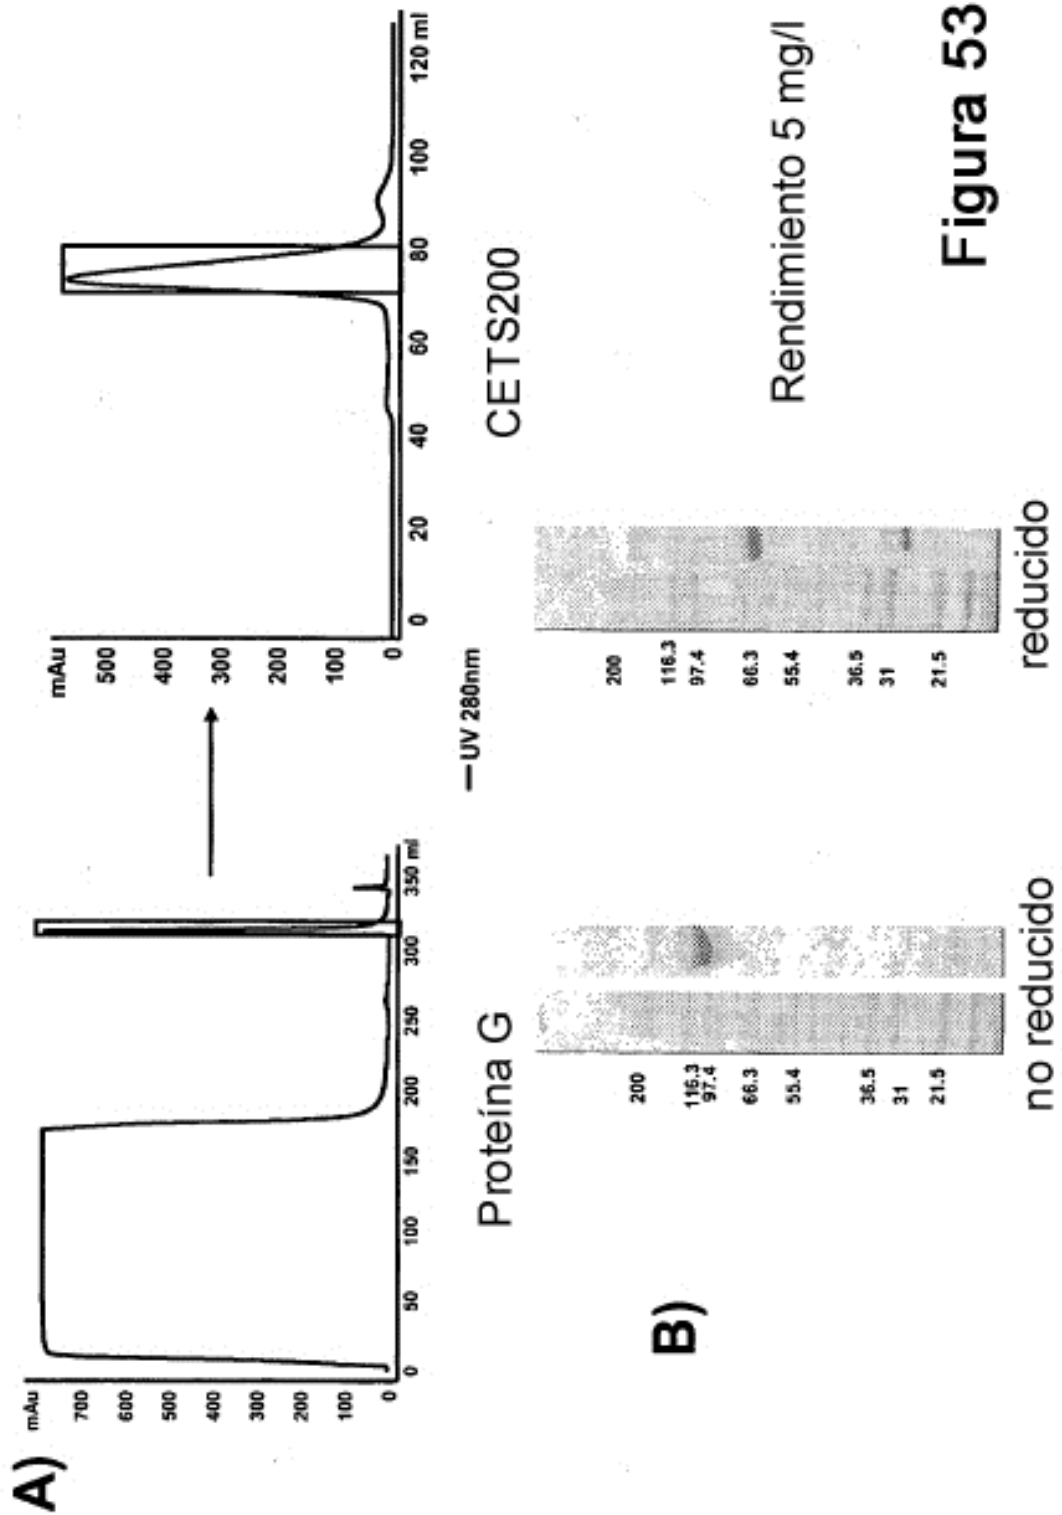 A)
mAu
700
600
500
400
300
200
100
0
0 50 100 150 200 250 300 350 ml
Proteína G
mAu
500
400
300
200
100
0
0 20 40 60 80 100 120 ml
CETS200
— UV 280nm
B)
200
116.3
97.4
66.3
55.4
36.5
31
21.5
no reducido
200
116.3
97.4
66.3
55.4
36.5
31
21.5
reducido
Rendimiento 5 mg/l
Figura 53